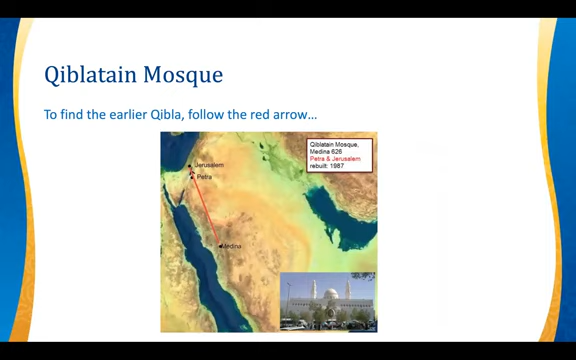 Qiblatain Mosque
To find the earlier Qibla, follow the red arrow…
Qiblatain Mosque,
Medina 626
Petra & Jerusalem
rebuilt: 1987
Jerusalem
Petra
Medina